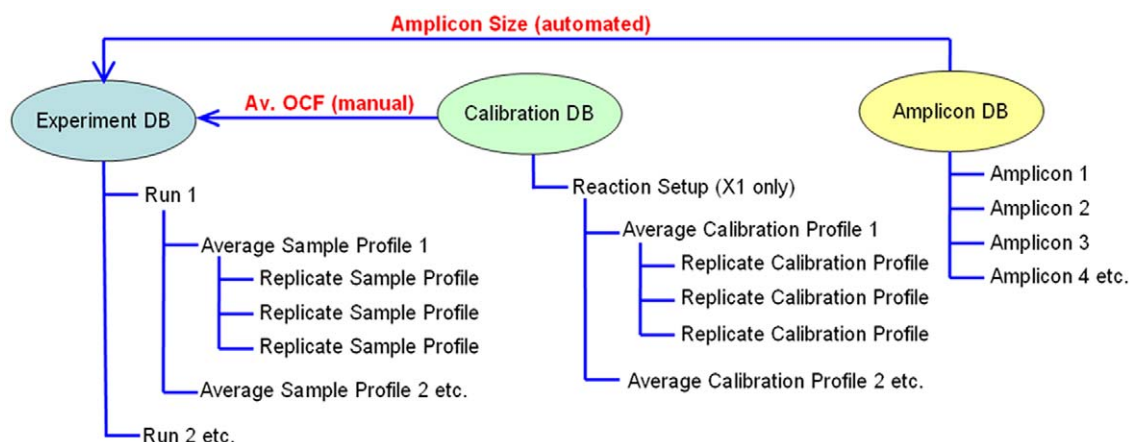 Amplicon Size (automated)
Av. OCF (manual)
Experiment DB
Calibration DB
Amplicon DB
Run 1
Average Sample Profile 1
Replicate Sample Profile
Replicate Sample Profile
Replicate Sample Profile
Average Sample Profile 2 etc.
Run 2 etc.
Reaction Setup (X1 only)
Average Calibration Profile 1
Replicate Calibration Profile
Replicate Calibration Profile
Replicate Calibration Profile
Average Calibration Profile 2 etc.
Amplicon 1
Amplicon 2
Amplicon 3
Amplicon 4 etc.